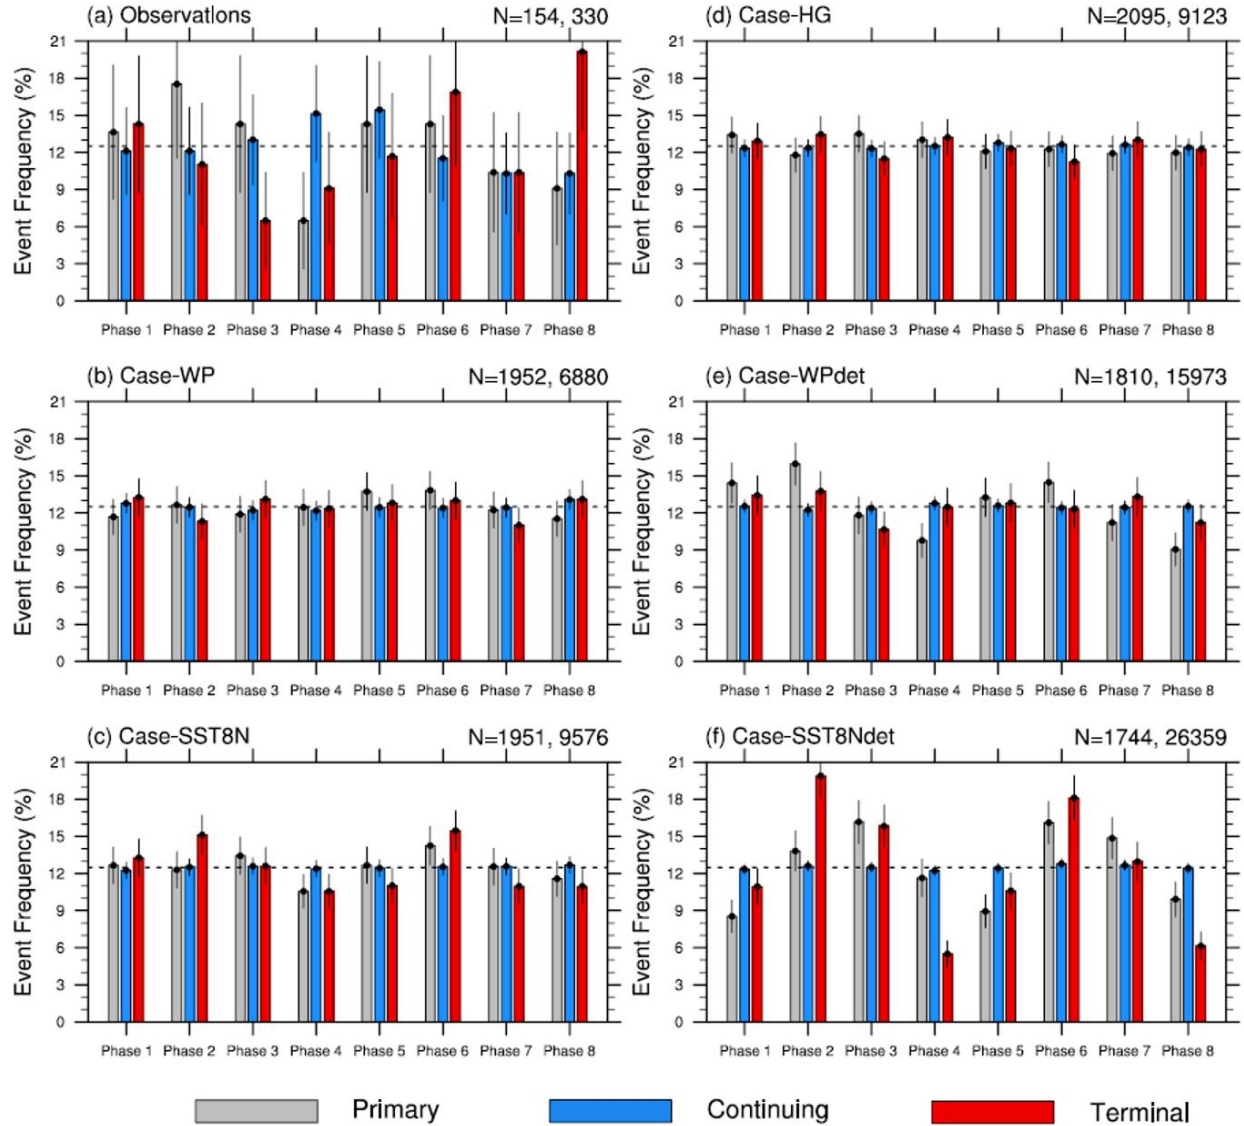 (a) Observations N=154, 330
Event Frequency (%)
21
18
15
12
9
6
3
0
Phase 1 Phase 2 Phase 3 Phase 4 Phase 5 Phase 6 Phase 7 Phase 8
(b) Case-WP N=1952, 6880
Event Frequency (%)
21
18
15
12
9
6
3
0
Phase 1 Phase 2 Phase 3 Phase 4 Phase 5 Phase 6 Phase 7 Phase 8
(c) Case-SST8N N=1951, 9576
Event Frequency (%)
21
18
15
12
9
6
3
0
Phase 1 Phase 2 Phase 3 Phase 4 Phase 5 Phase 6 Phase 7 Phase 8
(d) Case-HG N=2095, 9123
Event Frequency (%)
21
18
15
12
9
6
3
0
Phase 1 Phase 2 Phase 3 Phase 4 Phase 5 Phase 6 Phase 7 Phase 8
(e) Case-WPdet N=1810, 15973
Event Frequency (%)
21
18
15
12
9
6
3
0
Phase 1 Phase 2 Phase 3 Phase 4 Phase 5 Phase 6 Phase 7 Phase 8
(f) Case-SST8Ndet N=1744, 26359
Event Frequency (%)
21
18
15
12
9
6
3
0
Phase 1 Phase 2 Phase 3 Phase 4 Phase 5 Phase 6 Phase 7 Phase 8
Primary Continuing Terminal